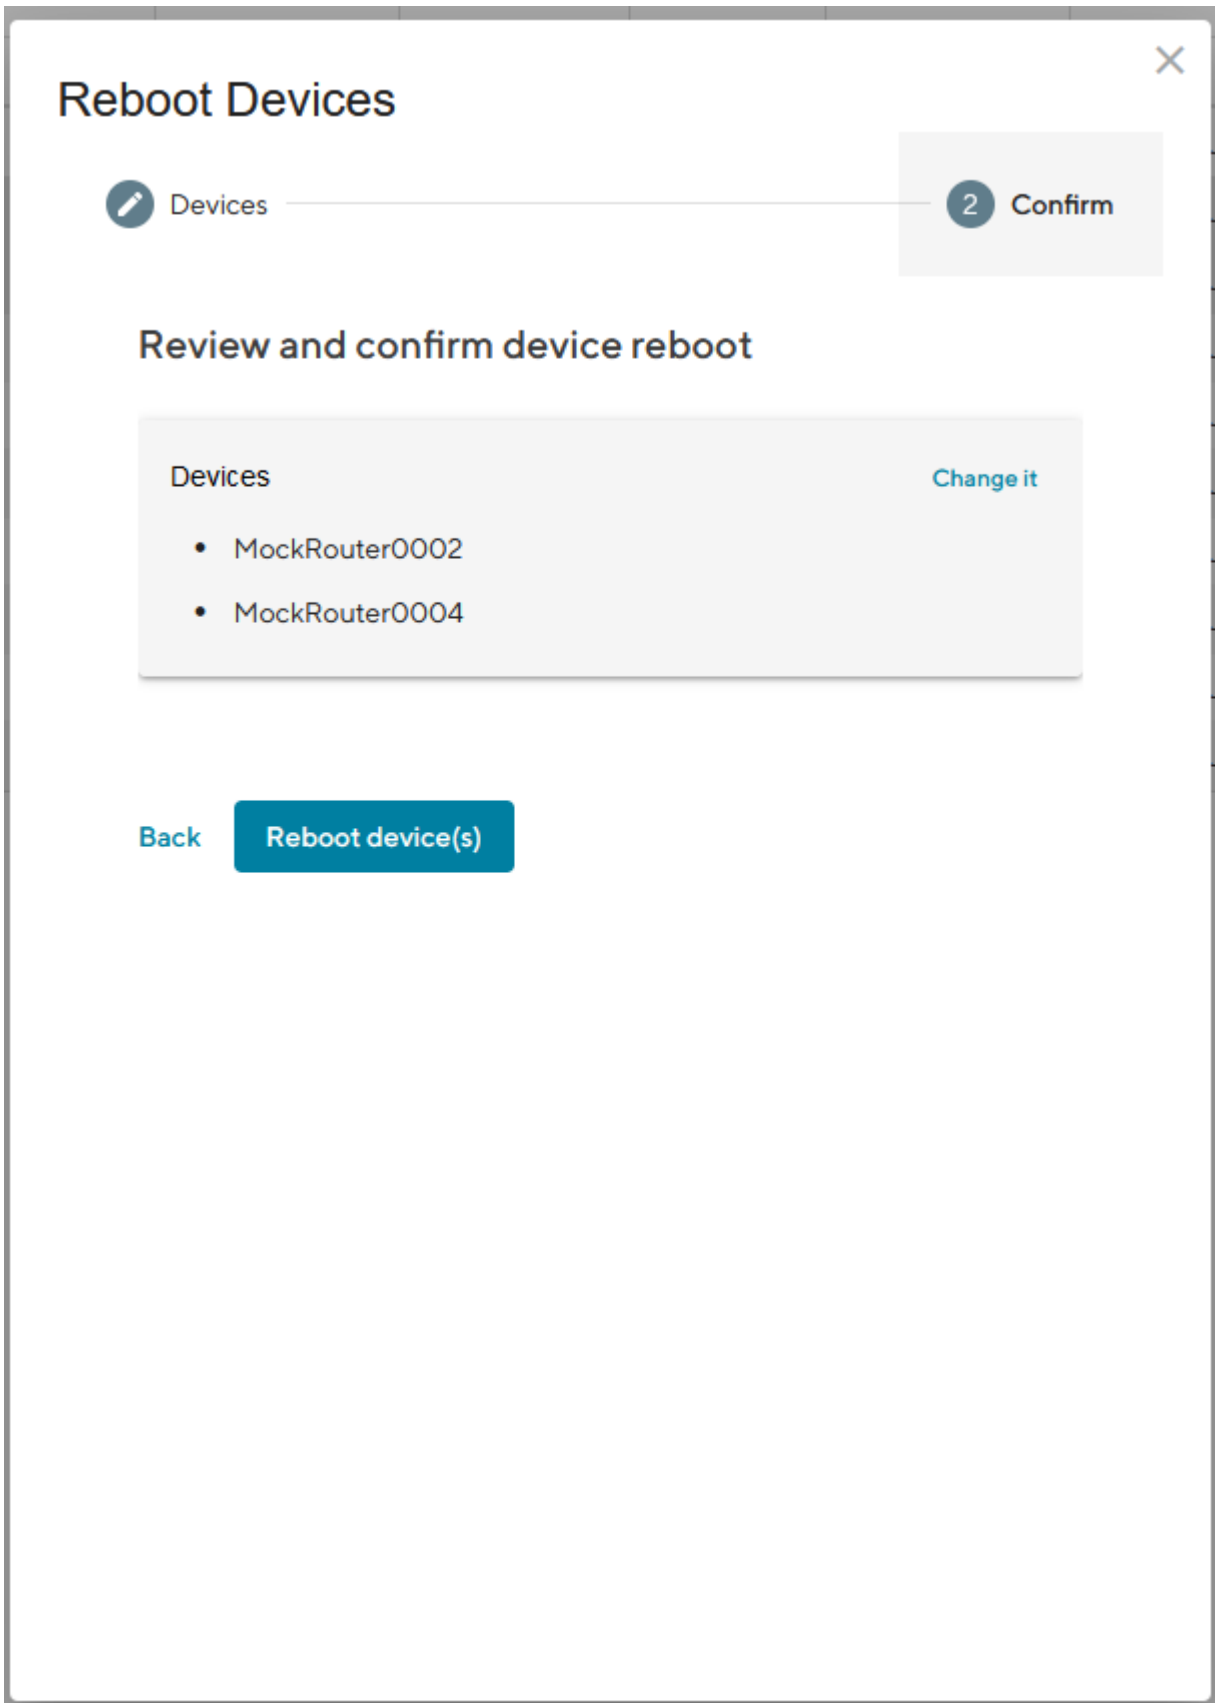 Reboot Devices
Devices
2 Confirm
Review and confirm device reboot
Devices
Change it
• MockRouter0002
• MockRouter0004
Back
Reboot device(s)